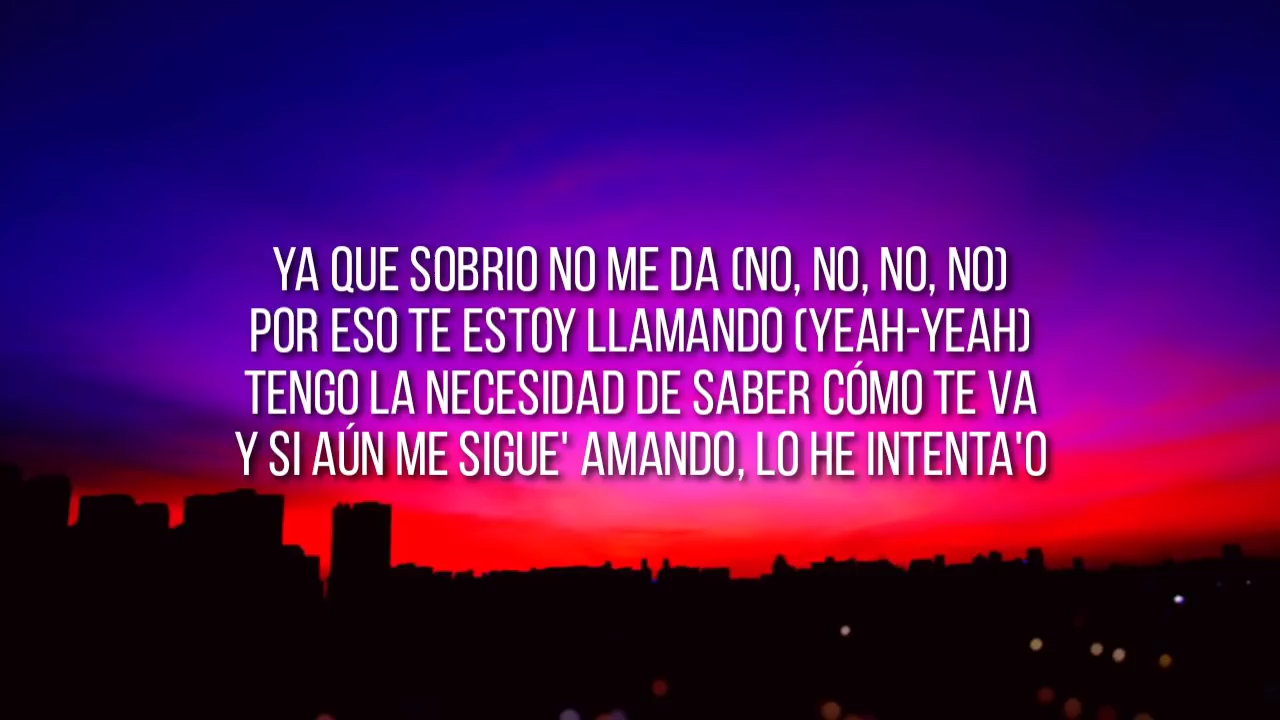 YA QUE SOBRIO NO ME DA (NO, NO, NO, NO)
POR ESO TE ESTOY LLAMANDO (YEAH-YEAH)
TENGO LA NECESIDAD DE SABER CÓMO TE VA
Y SI AÚN ME SIGUE' AMANDO, LO HE INTENTA'O